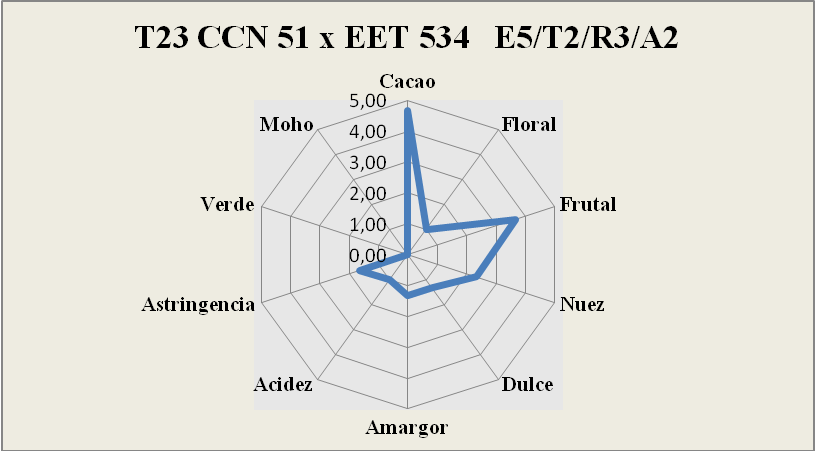 T23 CCN 51 x EET 534 E5/T2/R3/A2
Cacao
5,00
Moho
Floral
4,00
3,00
2,00
Verde
Frutal
1,00
0,00
Astringencia
Nuez
Acidez
Dulce
Amargor